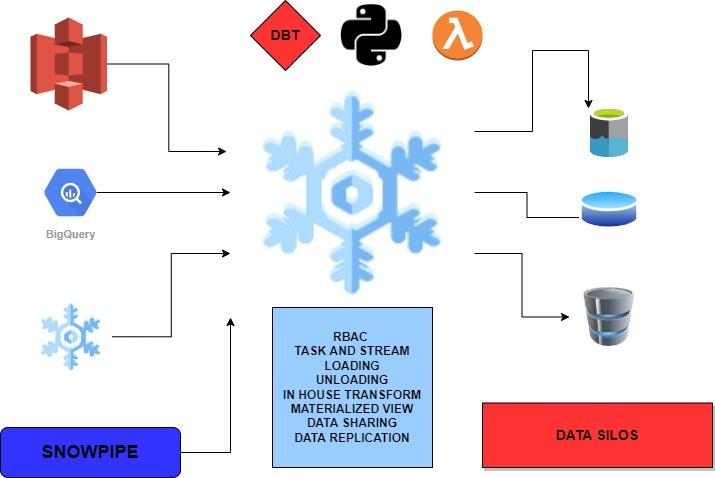 DBT
BigQuery
RBAC
TASK AND STREAM
LOADING
UNLOADING
IN HOUSE TRANSFORM
MATERIALIZED VIEW
DATA SHARING
DATA REPLICATION
SNOWPIPE
DATA SILOS